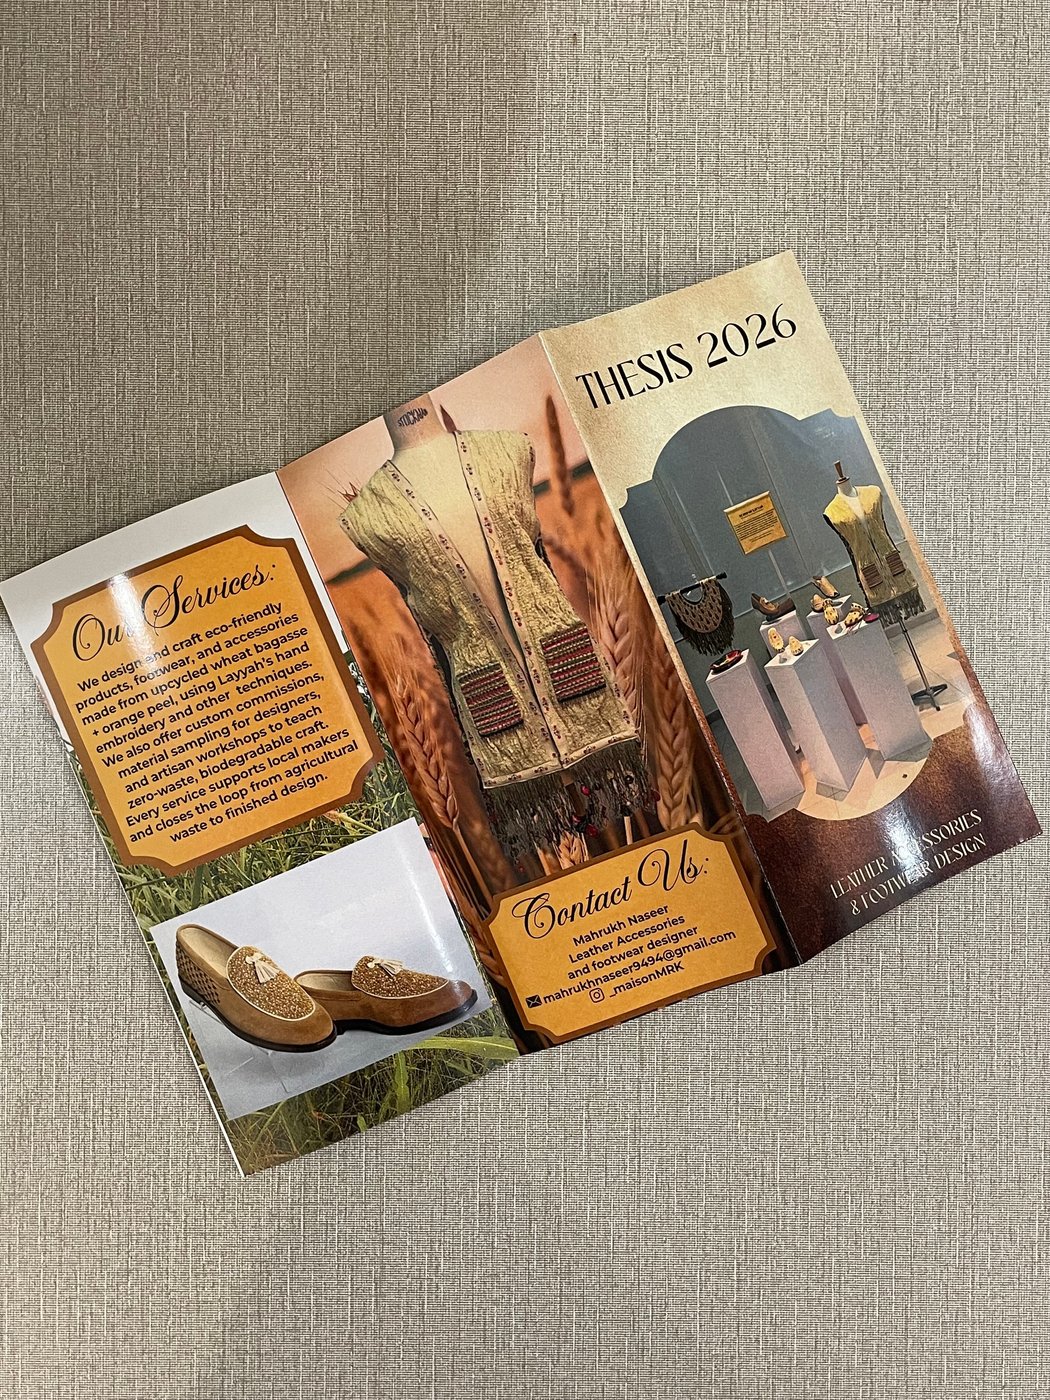 Our Services:
We design and craft eco-friendly
products, footwear, and accessories
made from upcycled wheat bagasse
+ orange peel, using Layyah's hand
embroidery and other techniques.
We also offer custom commissions,
material sampling for designers,
and artisan workshops to teach
zero-waste, biodegradable craft.
Every service supports local makers
and closes the loop from agricultural
waste to finished design.
Contact Us:
Mahrukh Naseer
Leather Accessories
and footwear designer
mahrukhnaseer9494@gmail.com
_maisonMRK
THESIS 2026
LEATHER ACCESSORIES
& FOOTWEAR DESIGN